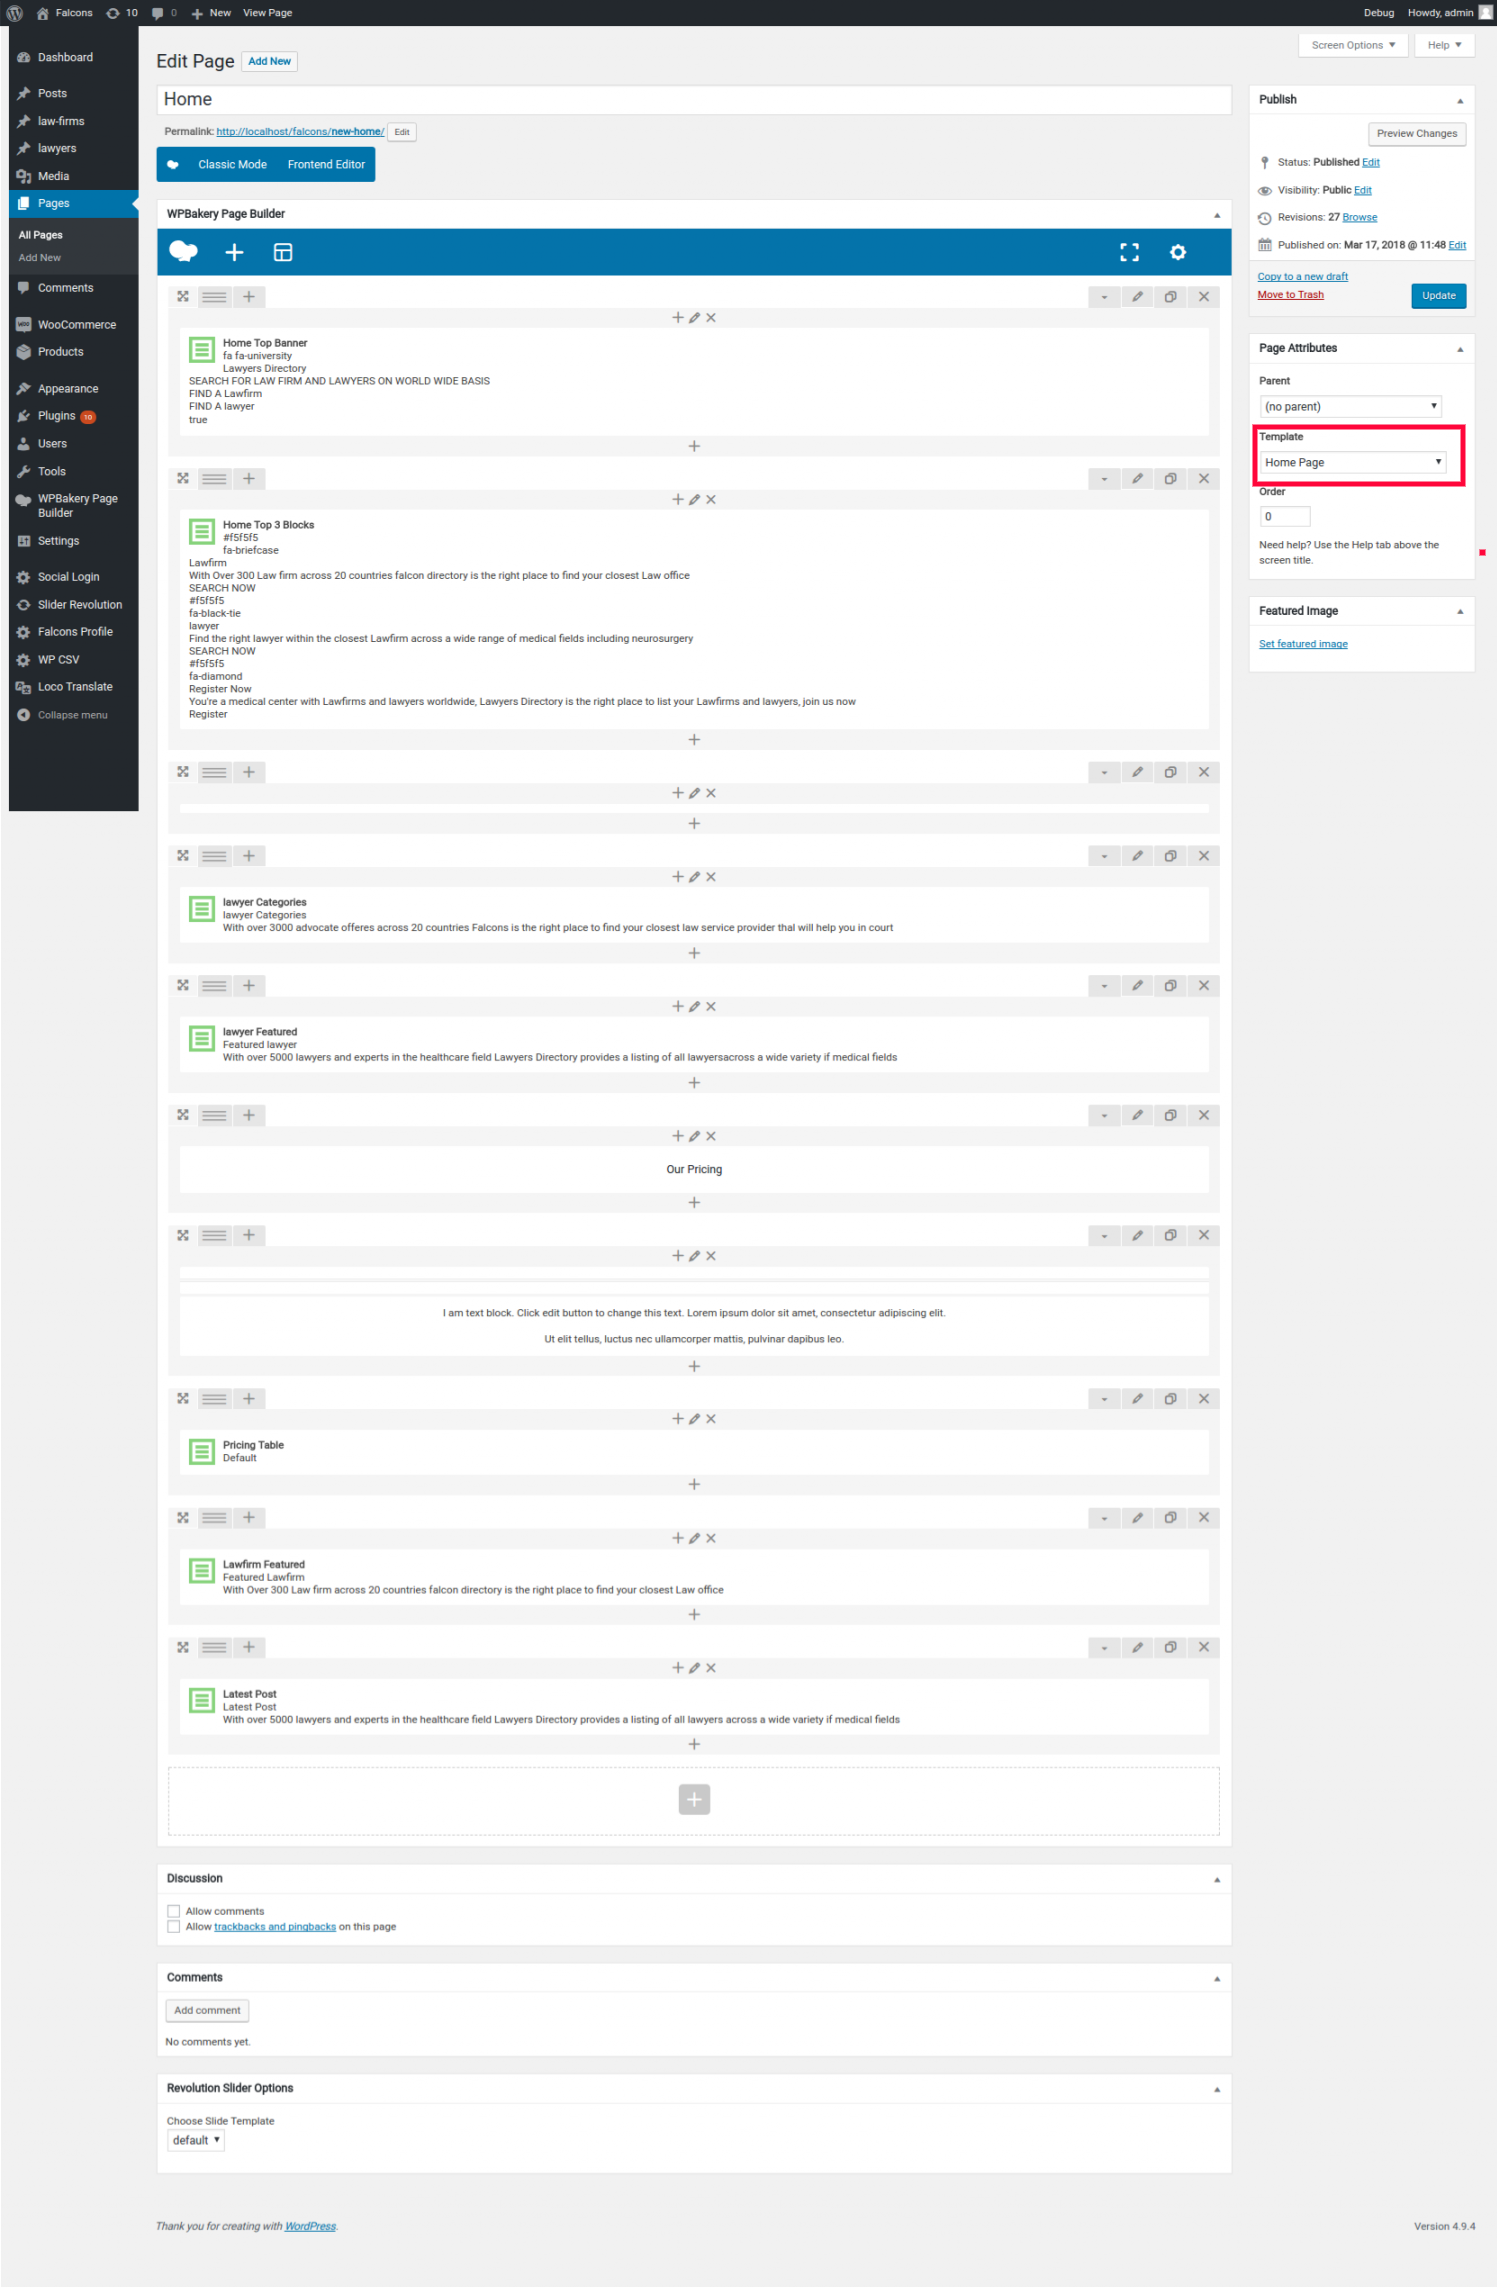 Falcons 10 0 New View Page Debug Howdy, admin
Dashboard
Posts
law-firms
lawyers
Media
Pages
All Pages
Add New
Comments
WooCommerce
Products
Appearance
Plugins 10
Users
Tools
WPBakery Page
Builder
Settings
Social Login
Slider Revolution
Falcons Profile
WP CSV
Loco Translate
Collapse menu
Screen Options Help
Edit Page Add New
Home
Permalink: http://localhost/falcons/new-home/ Edit
Classic Mode Frontend Editor
WPBakery Page Builder
Home Top Banner
fa fa-university
Lawyers Directory
SEARCH FOR LAW FIRM AND LAWYERS ON WORLD WIDE BASIS
FIND A Lawfirm
FIND A lawyer
true
Home Top 3 Blocks
#f5f5f5
fa-briefcase
Lawfirm
With Over 300 Law firm across 20 countries falcon directory is the right place to find your closest Law office
SEARCH NOW
#f5f5f5
fa-black-tie
lawyer
Find the right lawyer within the closest Lawfirm across a wide range of medical fields including neurosurgery
SEARCH NOW
#f5f5f5
fa-diamond
Register Now
You're a medical center with Lawfirms and lawyers worldwide, Lawyers Directory is the right place to list your Lawfirms and lawyers, join us now
Register
lawyer Categories
lawyer Categories
With over 3000 advocate offeres across 20 countries Falcons is the right place to find your closest law service provider thal will help you in court
lawyer Featured
Featured lawyer
With over 5000 lawyers and experts in the healthcare field Lawyers Directory provides a listing of all lawyersacross a wide variety if medical fields
Our Pricing
I am text block. Click edit button to change this text. Lorem ipsum dolor sit amet, consectetur adipiscing elit.
Ut elit tellus, luctus nec ullamcorper mattis, pulvinar dapibus leo.
Pricing Table
Default
Lawfirm Featured
Featured Lawfirm
With Over 300 Law firm across 20 countries falcon directory is the right place to find your closest Law office
Latest Post
Latest Post
With over 5000 lawyers and experts in the healthcare field Lawyers Directory provides a listing of all lawyers across a wide variety if medical fields
Discussion
Allow comments
Allow trackbacks and pingbacks on this page
Comments
Add comment
No comments yet.
Revolution Slider Options
Choose Slide Template
default
Publish
Preview Changes
Status: Published Edit
Visibility: Public Edit
Revisions: 27 Browse
Published on: Mar 17, 2018 @ 11:48 Edit
Copy to a new draft
Move to Trash
Update
Page Attributes
Parent
(no parent)
Template
Home Page
Order
0
Need help? Use the Help tab above the
screen title.
Featured Image
Set featured image
Thank you for creating with WordPress.
Version 4.9.4